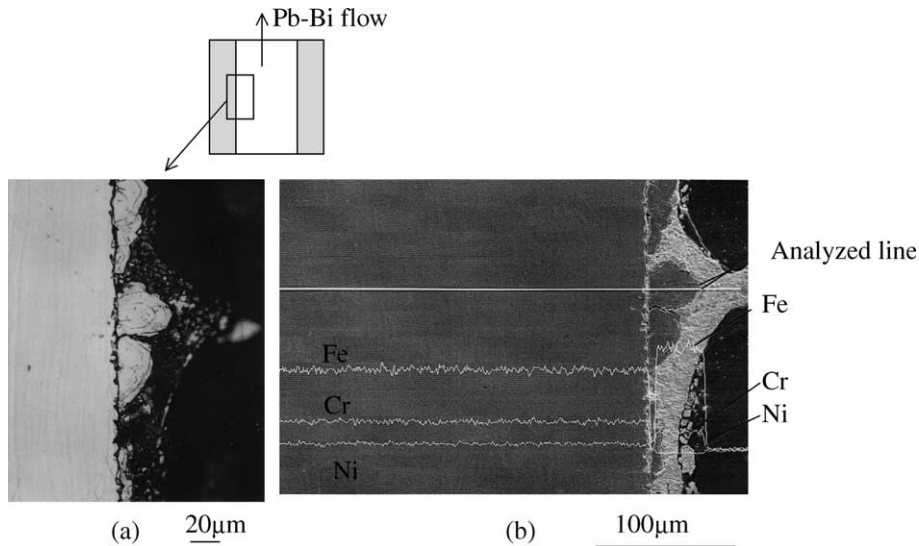 Pb-Bi flow
Analyzed line
Fe
Fe
Cr
Cr
Ni
Ni
(a)
20μm
(b)
100μm